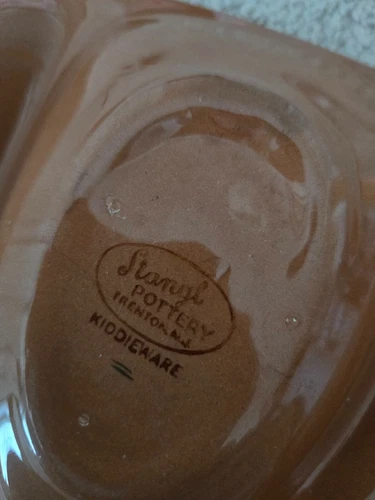 Stangl
POTTERY
TRENTON, N.J.
KIDDIEWARE